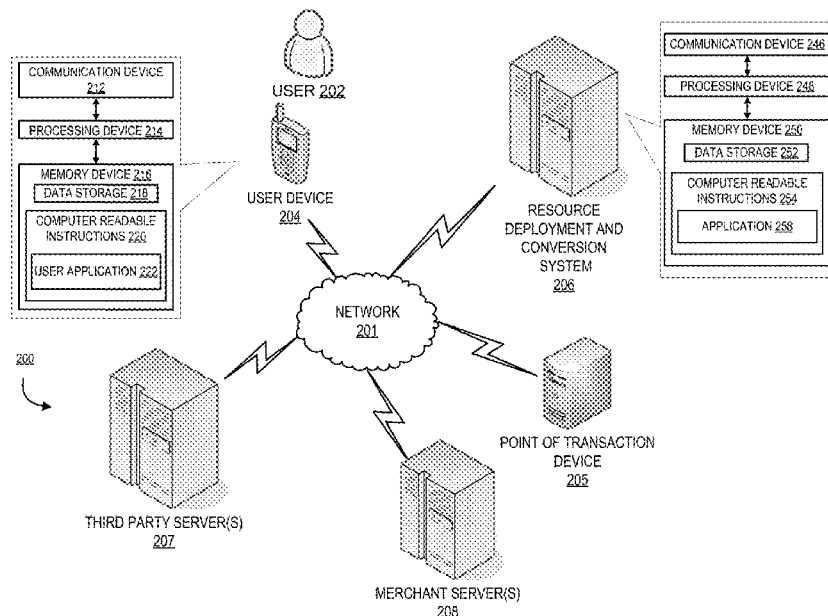 COMMUNICATION DEVICE
212
PROCESSING DEVICE 214
MEMORY DEVICE 216
DATA STORAGE 218
COMPUTER READABLE
INSTRUCTIONS 220
USER APPLICATION 222
USER 202
USER DEVICE
204
RESOURCE
DEPLOYMENT AND
CONVERSION
SYSTEM
206
COMMUNICATION DEVICE 246
PROCESSING DEVICE 248
MEMORY DEVICE 250
DATA STORAGE 252
COMPUTER READABLE
INSTRUCTIONS 254
APPLICATION 258
NETWORK
201
200
THIRD PARTY SERVER(S)
207
MERCHANT SERVER(S)
208
POINT OF TRANSACTION
DEVICE
205